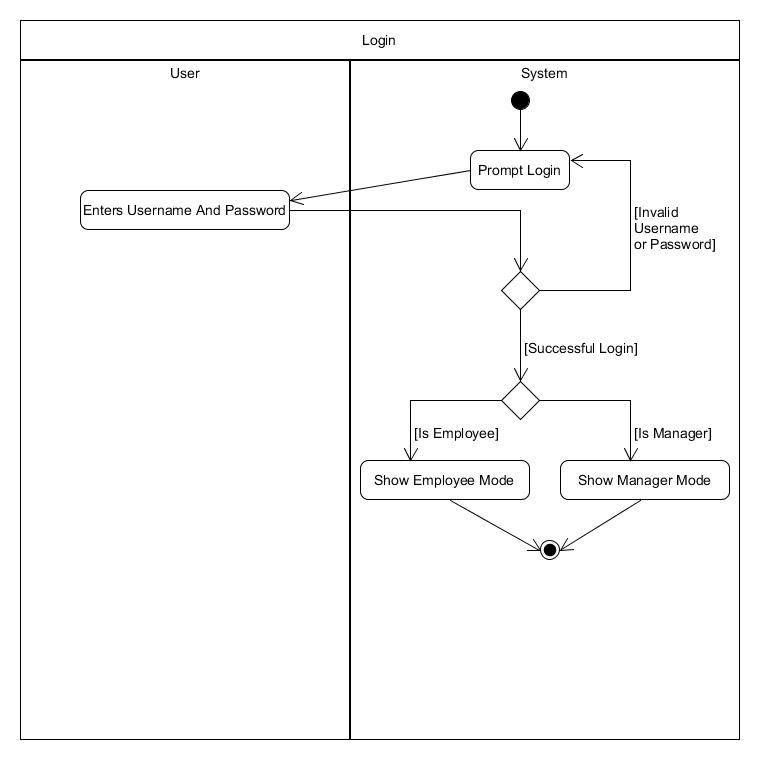 Login
User
System
Prompt Login
Enters Username And Password
[Invalid
Username
or Password]
[Successful Login]
[Is Employee]
[Is Manager]
Show Employee Mode
Show Manager Mode